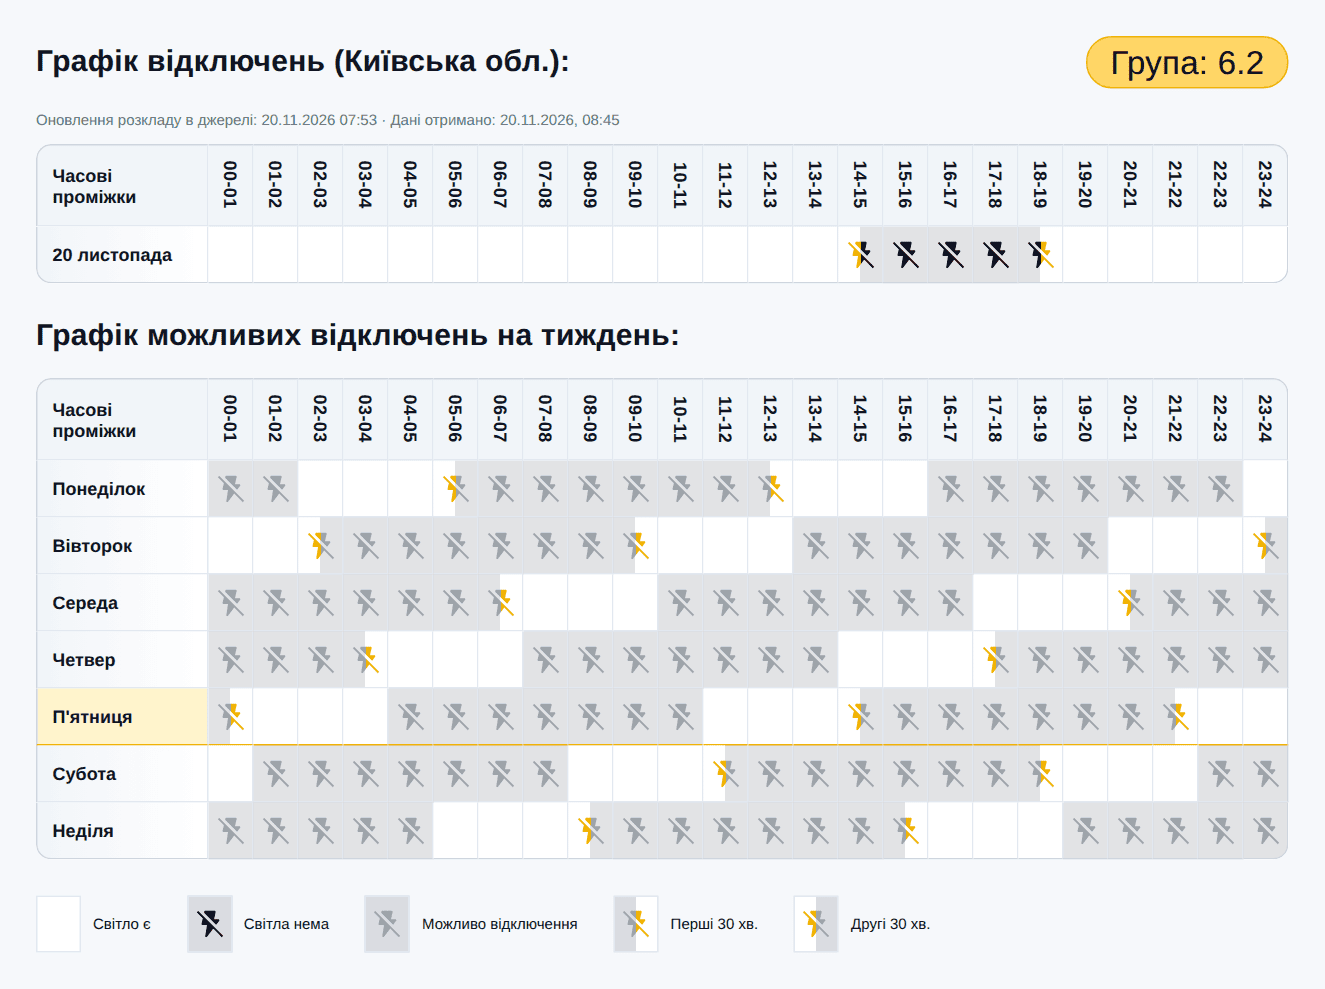 Графік відключень (Київська обл.):
Група: 6.2
Оновлення розкладу в джерелі: 20.11.2026 07:53 · Дані отримано: 20.11.2026, 08:45
Часові
проміжки
00-01 01-02 02-03 03-04 04-05 05-06 06-07 07-08 08-09 09-10 10-11 11-12 12-13 13-14 14-15 15-16 16-17 17-18 18-19 19-20 20-21 21-22 22-23 23-24
20 листопада
Графік можливих відключень на тиждень:
Часові
проміжки
00-01 01-02 02-03 03-04 04-05 05-06 06-07 07-08 08-09 09-10 10-11 11-12 12-13 13-14 14-15 15-16 16-17 17-18 18-19 19-20 20-21 21-22 22-23 23-24
Понеділок
Вівторок
Середа
Четвер
П'ятниця
Субота
Неділя
Світло є
Світла нема
Можливо відключення
Перші 30 хв.
Другі 30 хв.